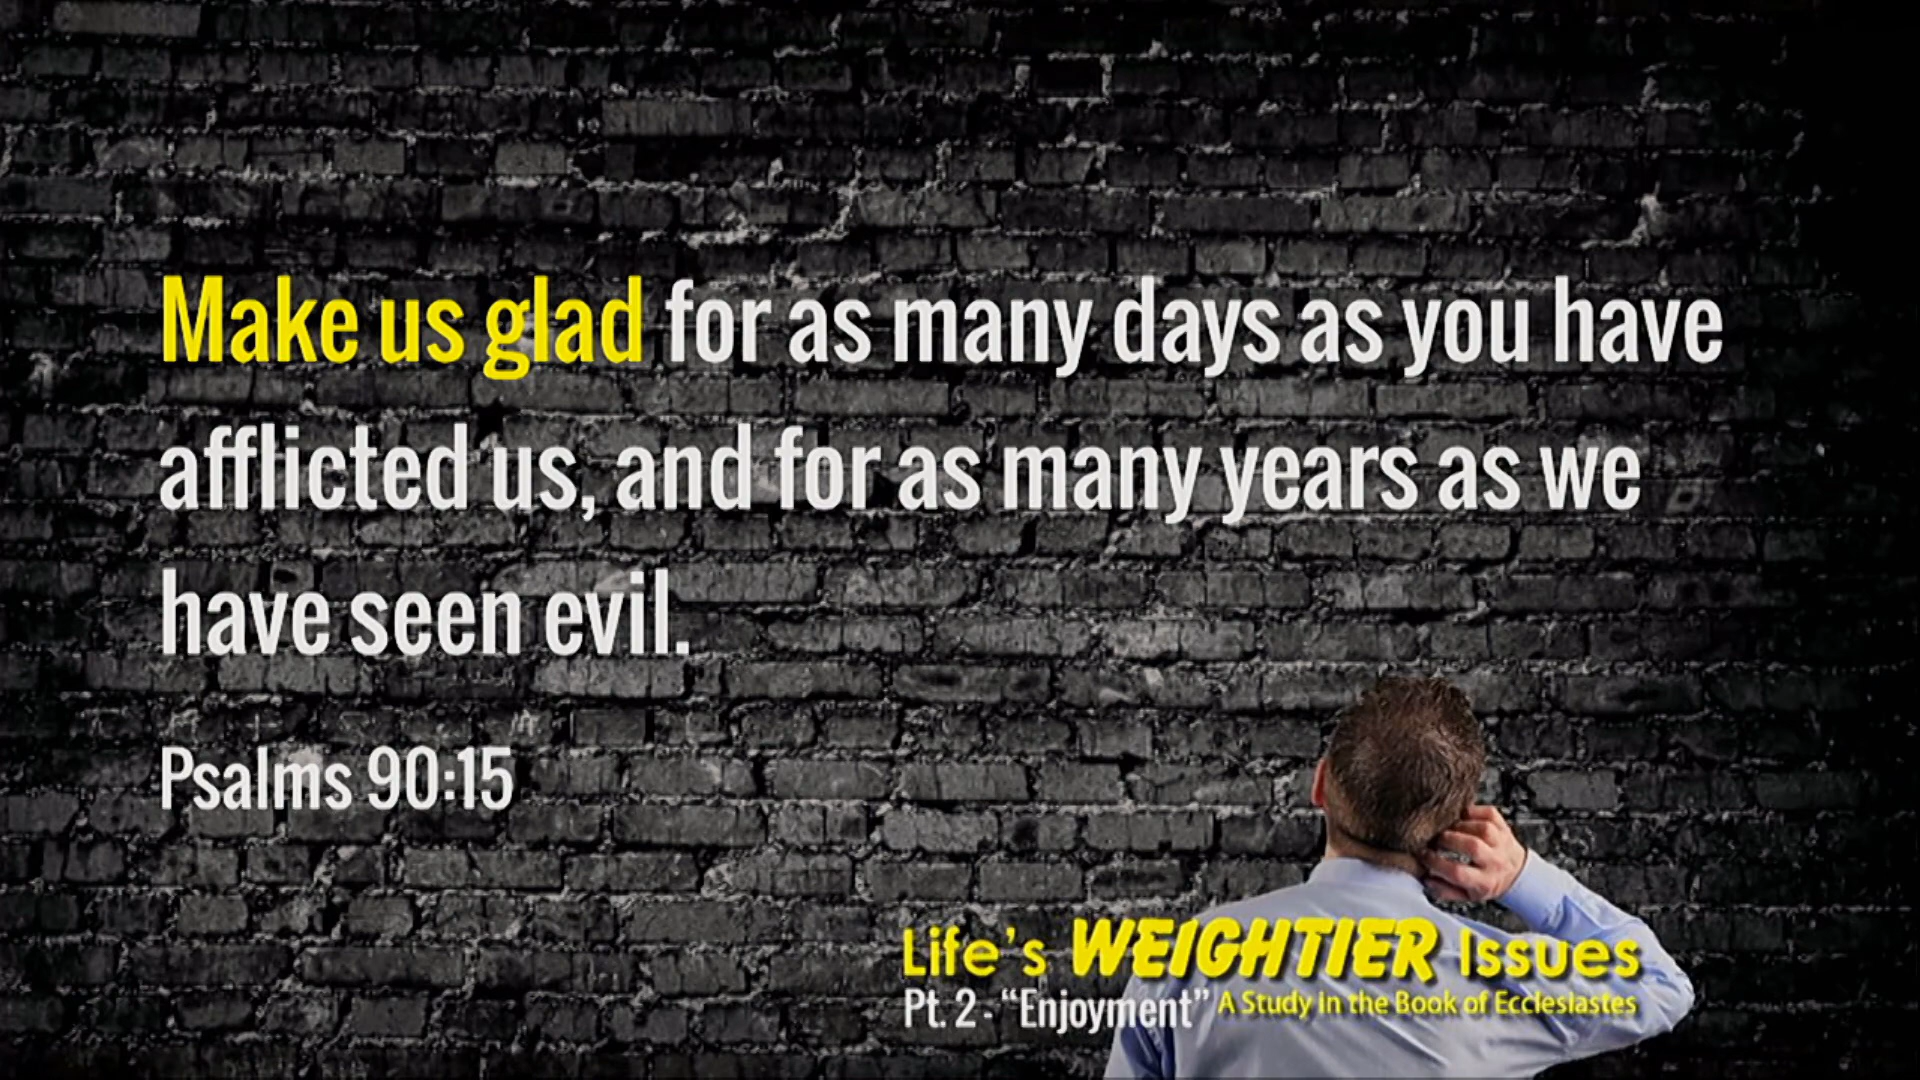 Make us glad for as many days as you have
afflicted us, and for as many years as we
have seen evil.
Psalms 90:15
Life's WEIGHTIER Issues
Pt. 2 - “Enjoyment” A Study in the Book of Ecclesiastes